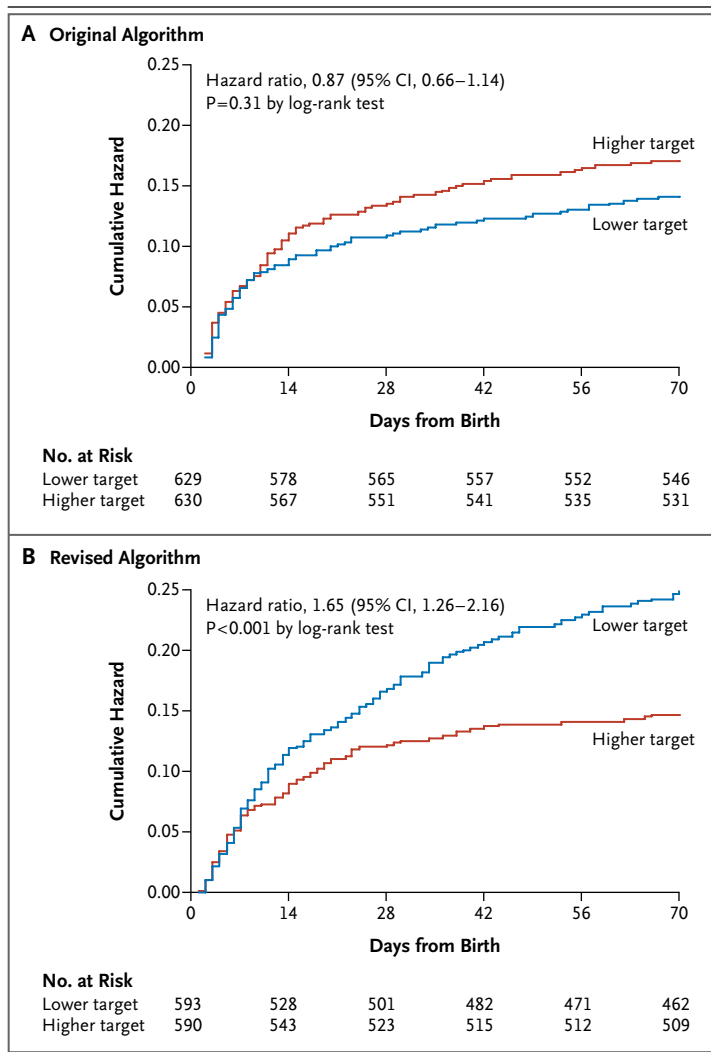 A Original Algorithm
0.25
Hazard ratio, 0.87 (95% CI, 0.66–1.14)
P=0.31 by log-rank test
0.20
Higher target
0.15
Lower target
0.10
0.05
0.00
Cumulative Hazard
0 14 28 42 56 70
Days from Birth
No. at Risk
Lower target 629 578 565 557 552 546
Higher target 630 567 551 541 535 531
B Revised Algorithm
0.25
Hazard ratio, 1.65 (95% CI, 1.26–2.16)
P<0.001 by log-rank test
Lower target
0.20
0.15
Higher target
0.10
0.05
0.00
Cumulative Hazard
0 14 28 42 56 70
Days from Birth
No. at Risk
Lower target 593 528 501 482 471 462
Higher target 590 543 523 515 512 509